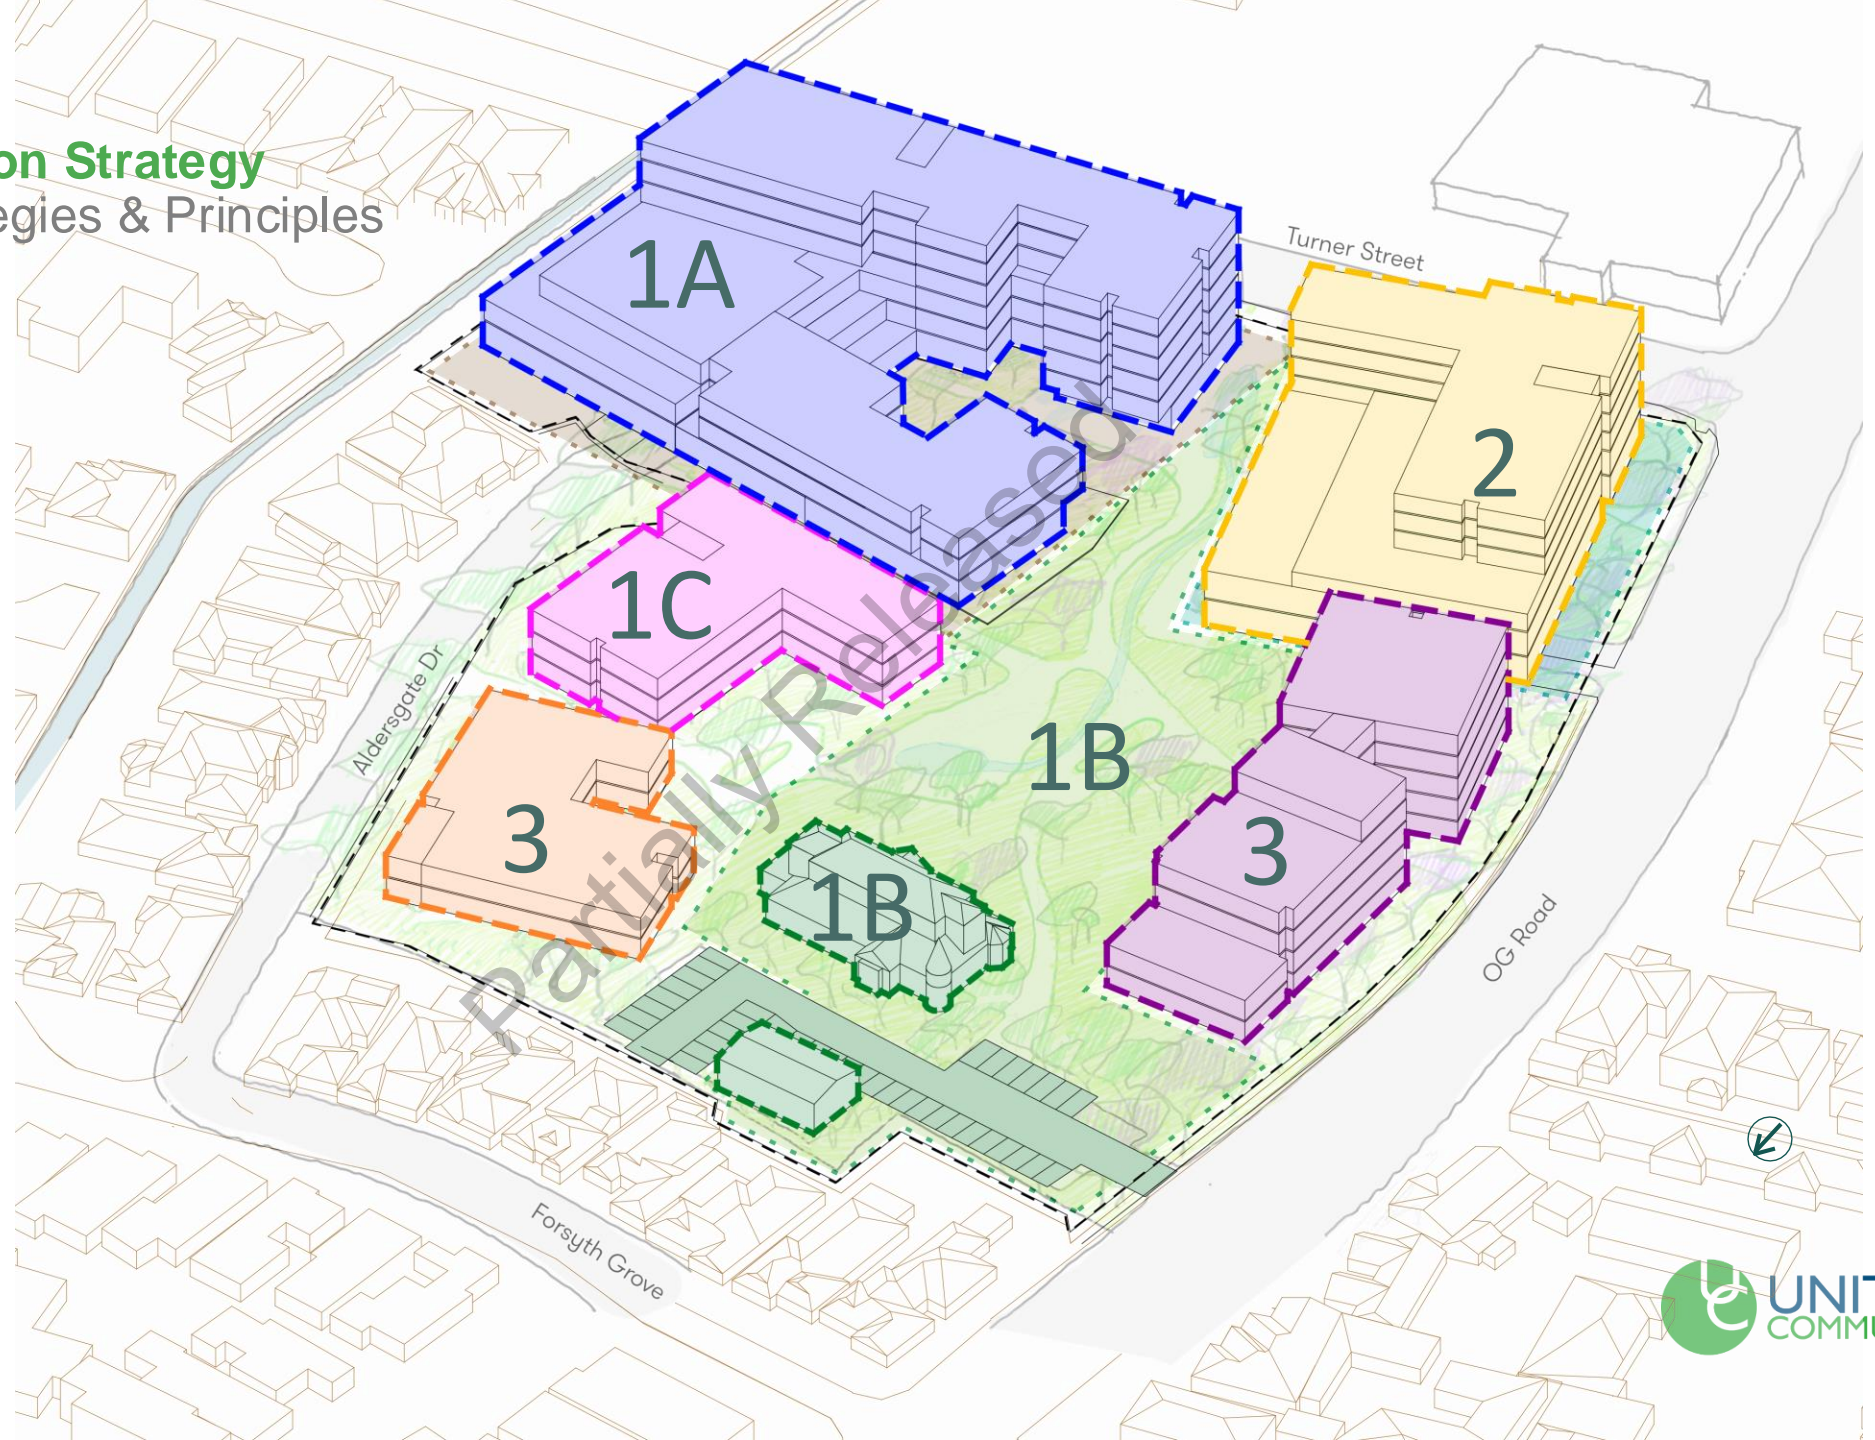 on Strategy
egies & Principles
1A
Turner Street
2
1C
Aldersgate Dr
1B
3
3
1B
OG Road
Forsyth Grove
Partially Released
UNIT
COMMU